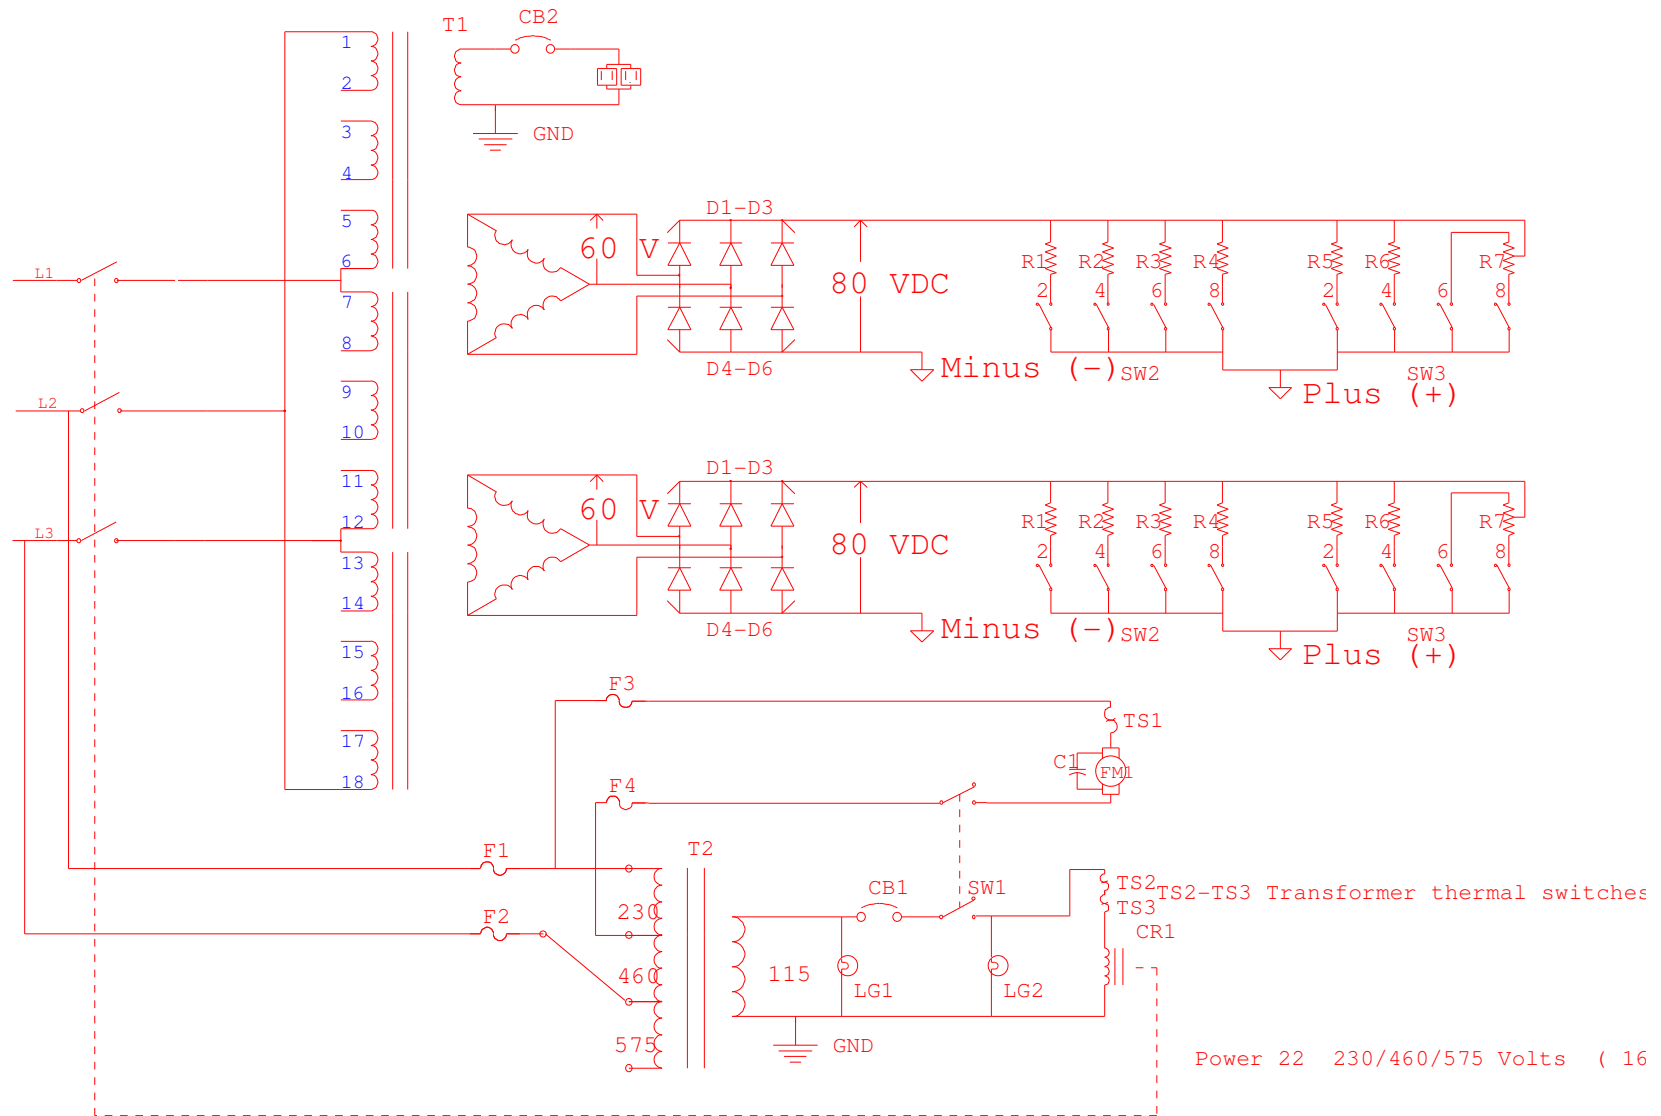 T1 CB2
1
2
3
GND
4
5
D1-D3
6
60 V
L1
R1 R2 R3 R4 R5 R6 R7
80 VDC
2 4 6 8 2 4 6 8
7
8
D4-D6
Minus (-) SW2
SW3
Plus (+)
9
L2
10
D1-D3
11
60 V
12
L3
R1 R2 R3 R4 R5 R6 R7
80 VDC
2 4 6 8 2 4 6 8
13
14
D4-D6
Minus (-) SW2
SW3
Plus (+)
15
16
F3
TS1
17
C1 FM1
18
F4
F1
T2
CB1 SW1
TS2
TS2-TS3 Transformer thermal switches
TS3
230
F2
CR1
460
115
LG1
LG2
575
GND
Power 22 230/460/575 Volts ( 16